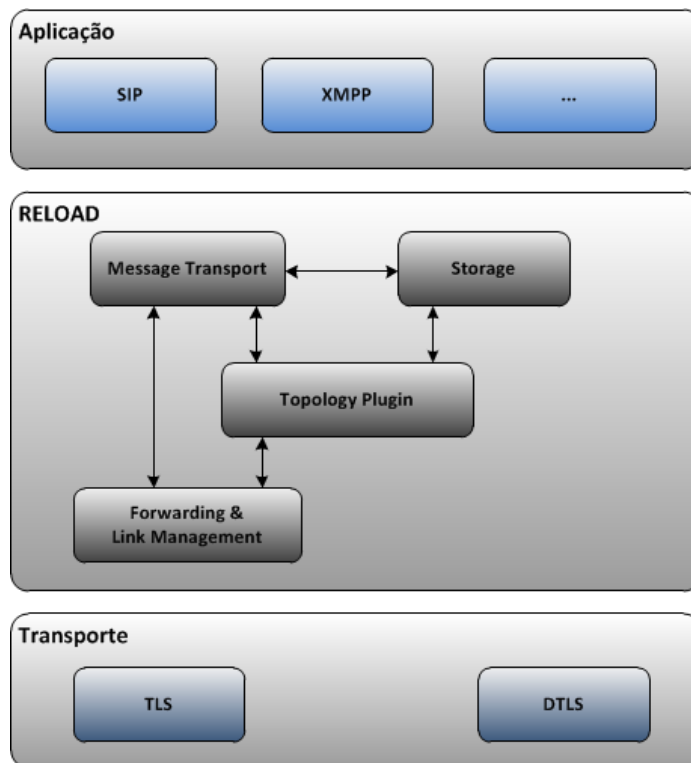 Aplicação
SIP
XMPP
...
RELOAD
Message Transport
Storage
Topology Plugin
Forwarding &
Link Management
Transporte
TLS
DTLS